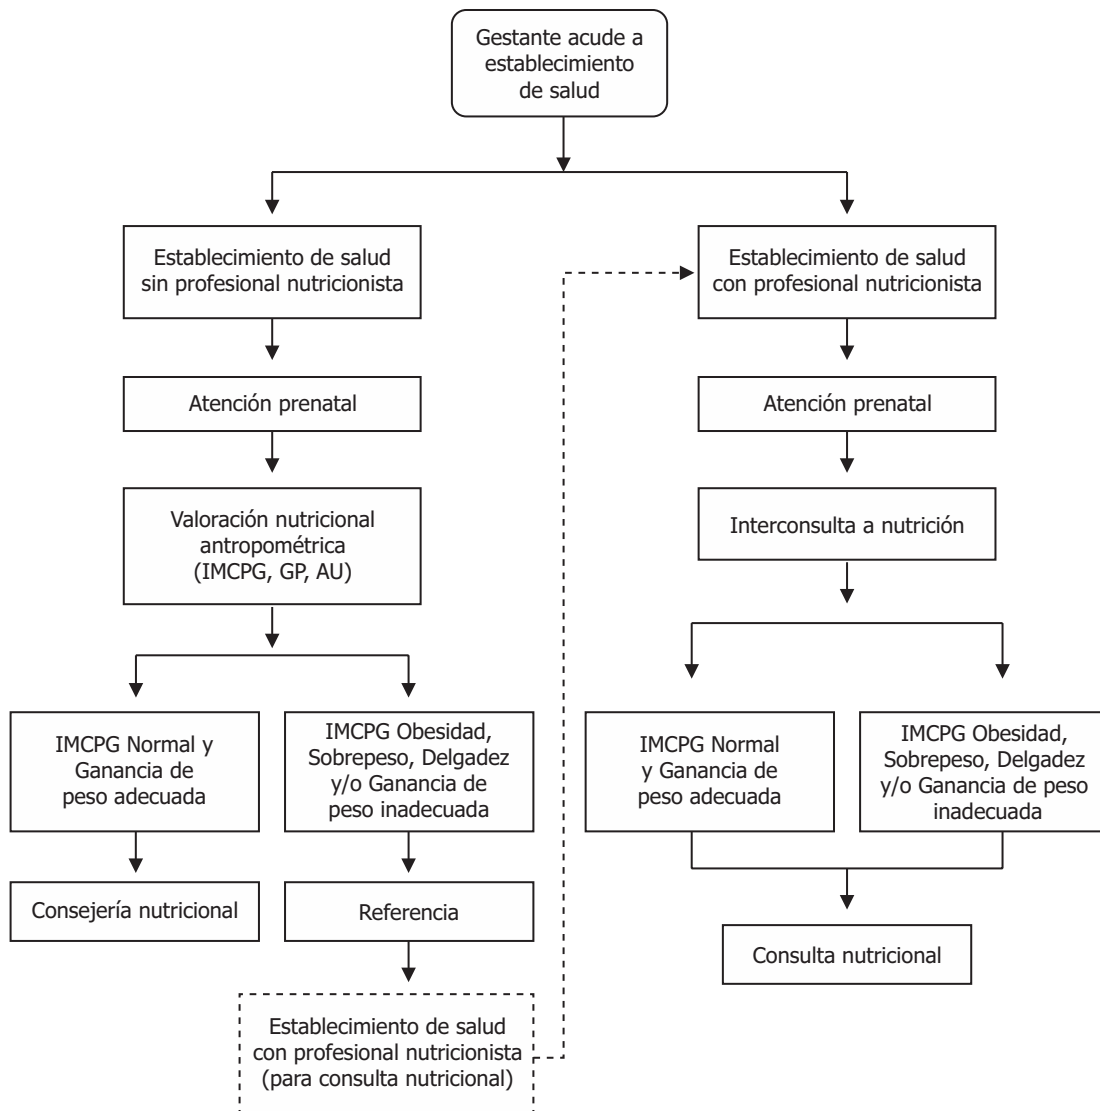 Gestante acude a
establecimiento
de salud
Establecimiento de salud
sin profesional nutricionista
Establecimiento de salud
con profesional nutricionista
Atención prenatal
Atención prenatal
Valoración nutricional
antropométrica
(IMCPG, GP, AU)
Interconsulta a nutrición
IMCPG Normal y
Ganancia de
peso adecuada
IMCPG Obesidad,
Sobrepeso, Delgadez
y/o Ganancia de
peso inadecuada
IMCPG Normal
y Ganancia de
peso adecuada
IMCPG Obesidad,
Sobrepeso, Delgadez
y/o Ganancia de peso
inadecuada
Consejería nutricional
Referencia
Consulta nutricional
Establecimiento de salud
con profesional nutricionista
(para consulta nutricional)